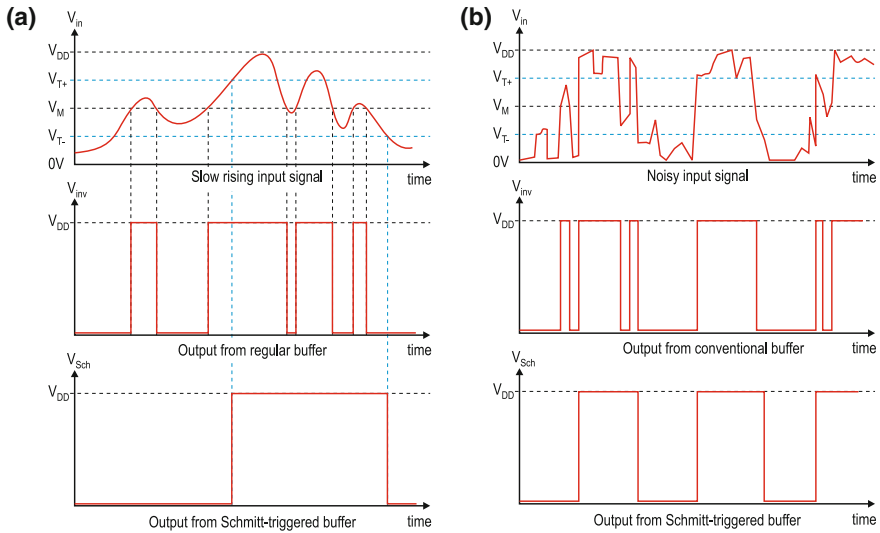 (a)
V_in
V_DD
V_T+
V_M
V_T-
0V
Slow rising input signal
time
V_inv
V_DD
Output from regular buffer
time
V_Sch
V_DD
Output from Schmitt-triggered buffer
time
(b)
V_in
V_DD
V_T+
V_M
V_T-
0V
Noisy input signal
time
V_inv
V_DD
Output from conventional buffer
time
V_Sch
V_DD
Output from Schmitt-triggered buffer
time